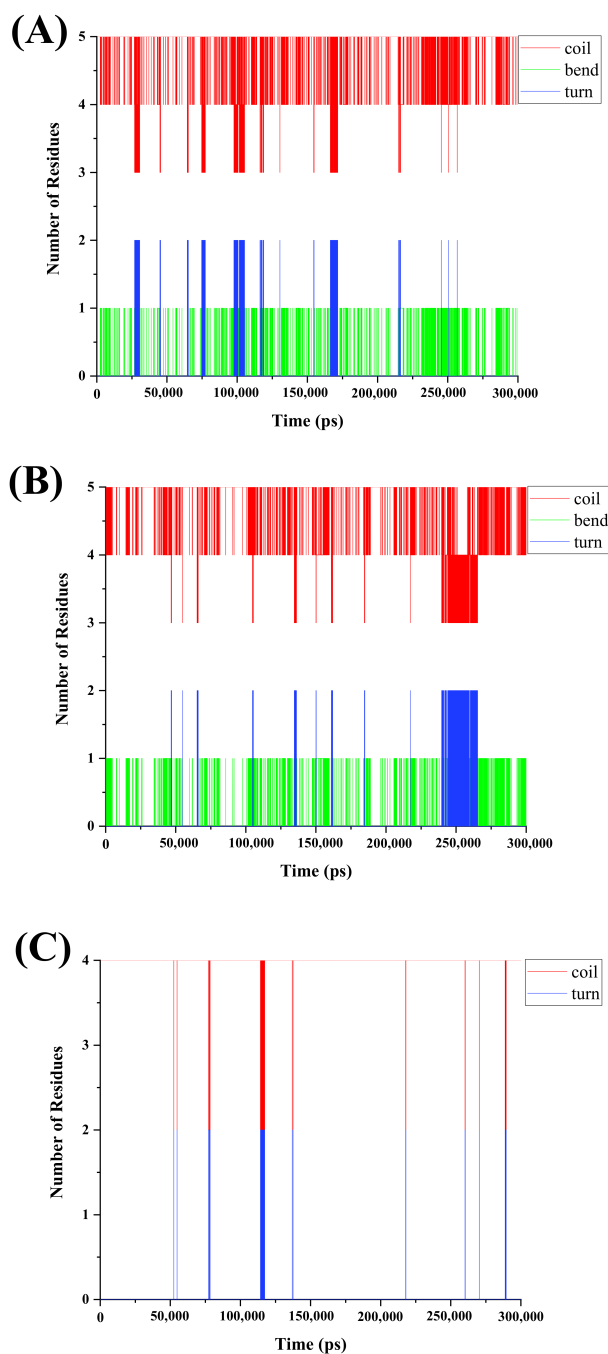 (A)
5
4
3
2
1
0
Number of Residues
coil
bend
turn
0
50,000
100,000
150,000
200,000
250,000
300,000
Time (ps)
(B)
5
4
3
2
1
0
Number of Residues
coil
bend
turn
0
50,000
100,000
150,000
200,000
250,000
300,000
Time (ps)
(C)
4
3
2
1
0
Number of Residues
coil
turn
0
50,000
100,000
150,000
200,000
250,000
300,000
Time (ps)